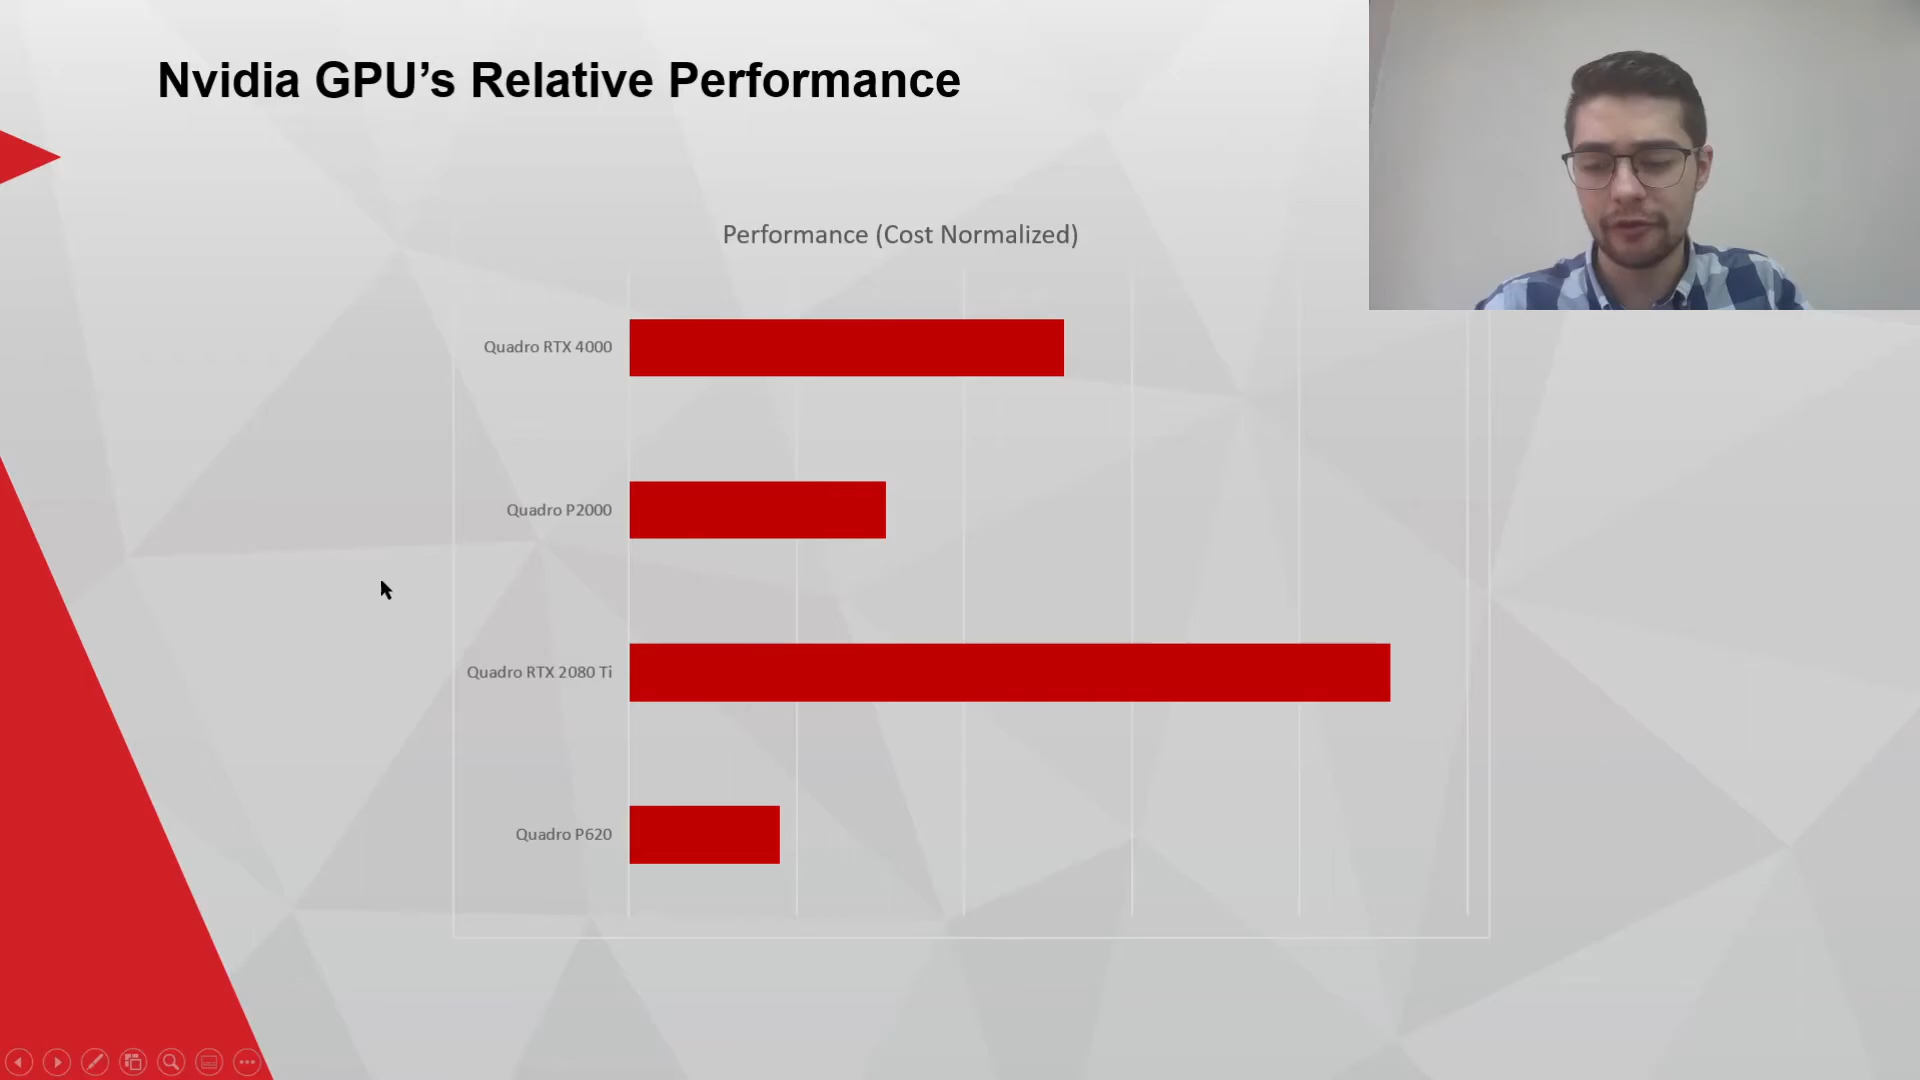 Nvidia GPU’s Relative Performance
Performance (Cost Normalized)
Quadro RTX 4000
Quadro P2000
Quadro RTX 2080 Ti
Quadro P620